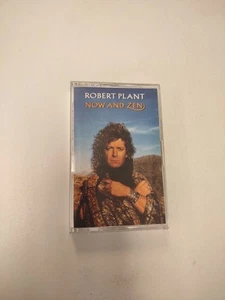 ROBERT PLANT
NOW AND ZEN